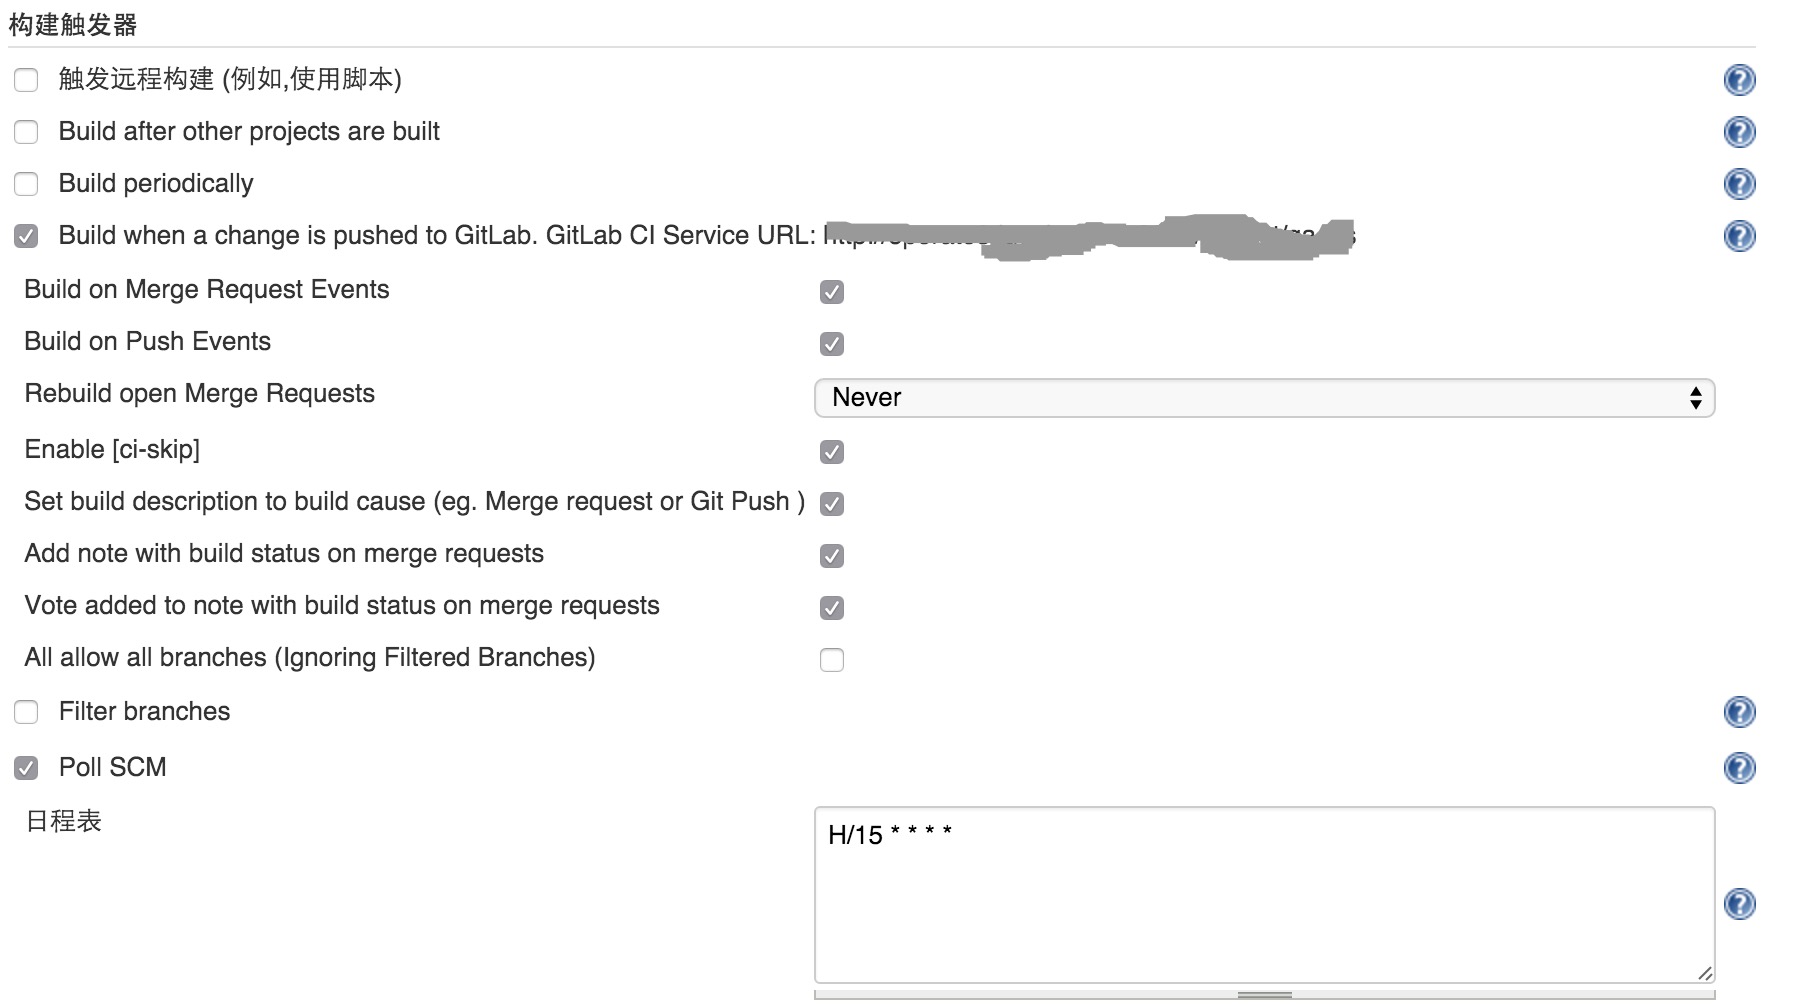 构建触发器
触发远程构建 (例如,使用脚本)
Build after other projects are built
Build periodically
Build when a change is pushed to GitLab. GitLab CI Service URL:
Build on Merge Request Events
Build on Push Events
Rebuild open Merge Requests
Never
Enable [ci-skip]
Set build description to build cause (eg. Merge request or Git Push )
Add note with build status on merge requests
Vote added to note with build status on merge requests
All allow all branches (Ignoring Filtered Branches)
Filter branches
Poll SCM
日程表
H/15 * * * *